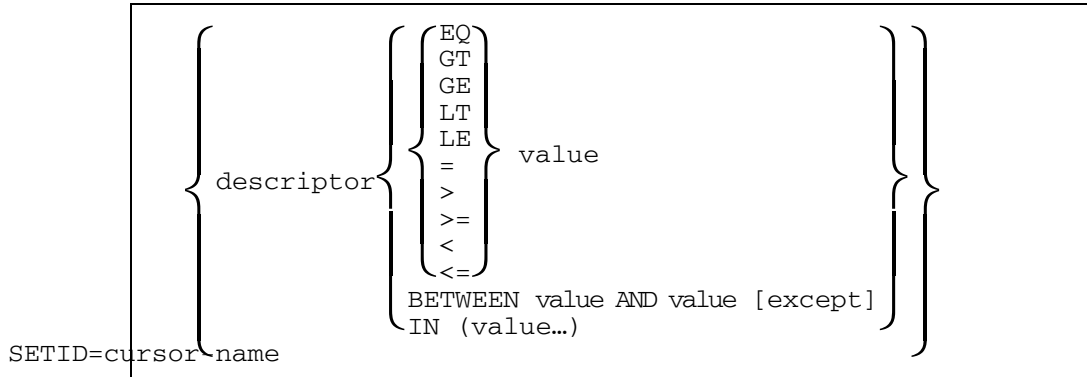 EQ
GT
GE
LT
LE
=
>
>=
<
<=
descriptor
value
BETWEEN value AND value [except]
IN (value…)
SETID=cursor-name